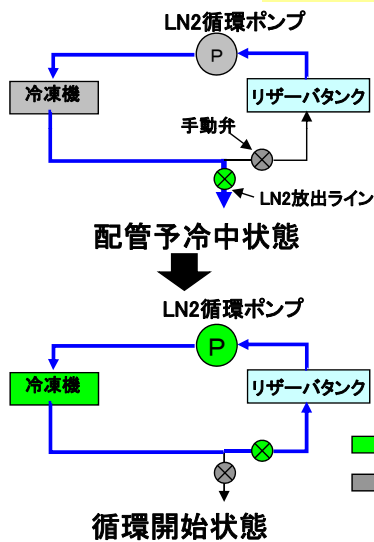 LN2循環ポンプ
P
冷凍機
リザーバタンク
手動弁
LN2放出ライン
配管予冷中状態
LN2循環ポンプ
P
冷凍機
リザーバタンク
循環開始状態